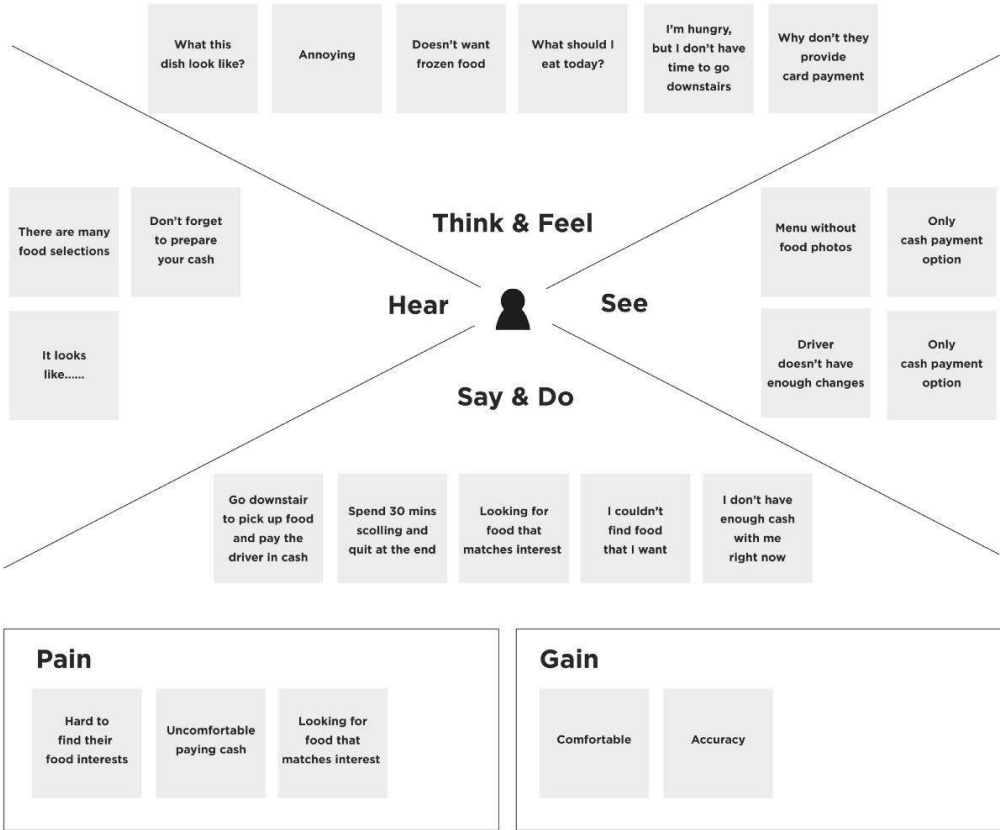 What this
dish look like?
Annoying
Doesn't want
frozen food
What should I
eat today?
I'm hungry,
but I don't have
time to go
downstairs
Why don't they
provide
card payment
Think & Feel
There are many
food selections
Don't forget
to prepare
your cash
It looks
like......
Hear
See
Menu without
food photos
Only
cash payment
option
Driver
doesn't have
enough changes
Only
cash payment
option
Say & Do
Go downstair
to pick up food
and pay the
driver in cash
Spend 30 mins
scolling and
quit at the end
Looking for
food that
matches interest
I couldn't
find food
that I want
I don't have
enough cash
with me
right now
Pain
Hard to
find their
food interests
Uncomfortable
paying cash
Looking for
food that
matches interest
Gain
Comfortable
Accuracy